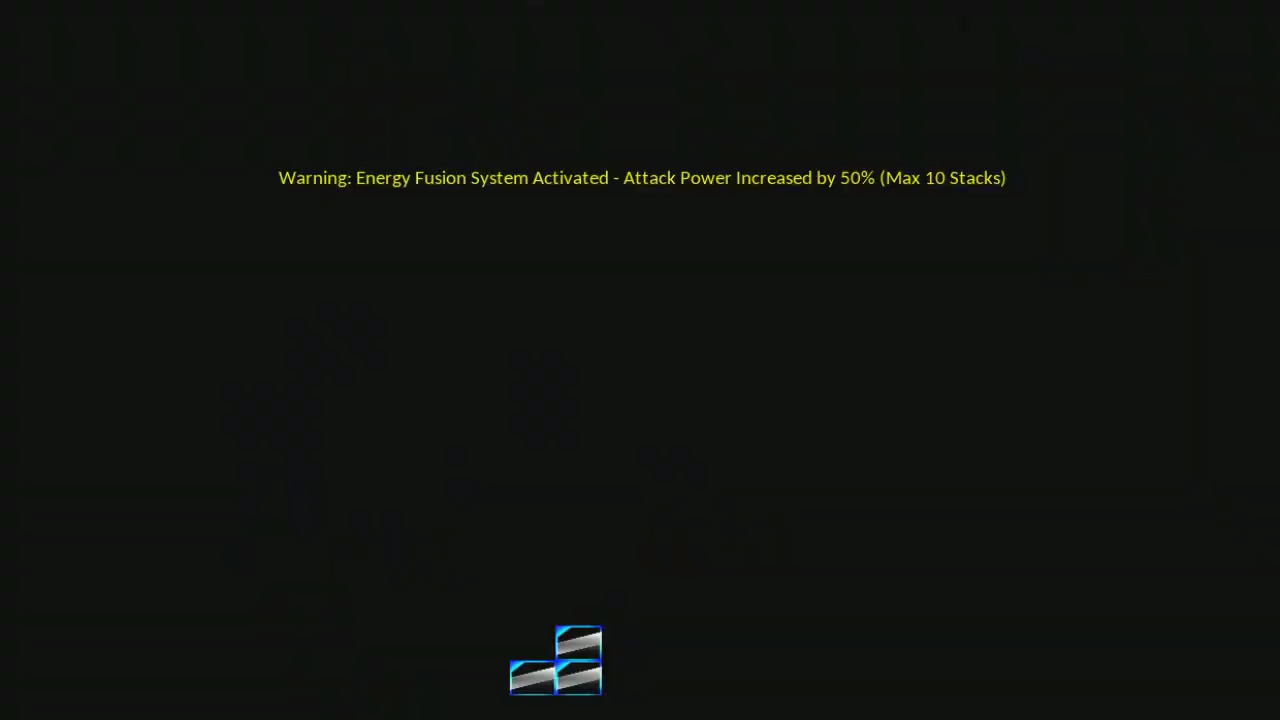 Warning: Energy Fusion System Activated - Attack Power Increased by 50% (Max 10 Stacks)